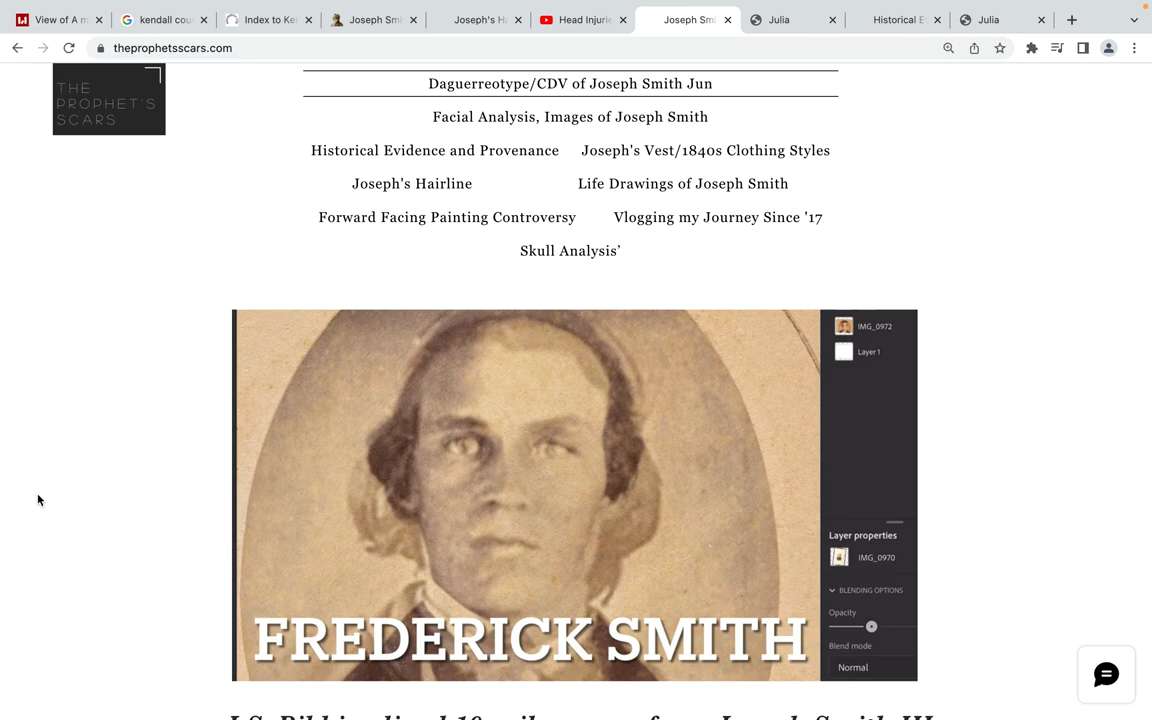 View of A m
kendall cou
Index to Ke
Joseph Smi
Joseph's H
Head Injurie
Joseph Smi
Julia
Historical E
Julia
theprophetsscars.com
THE
PROPHET'S
SCARS
Daguerreotype/CDV of Joseph Smith Jun
Facial Analysis, Images of Joseph Smith
Historical Evidence and Provenance Joseph's Vest/1840s Clothing Styles
Joseph's Hairline Life Drawings of Joseph Smith
Forward Facing Painting Controversy Vlogging my Journey Since '17
Skull Analysis’
IMG_0972
Layer 1
Layer properties
IMG_0970
BLENDING OPTIONS
Opacity
Blend mode
Normal
FREDERICK SMITH